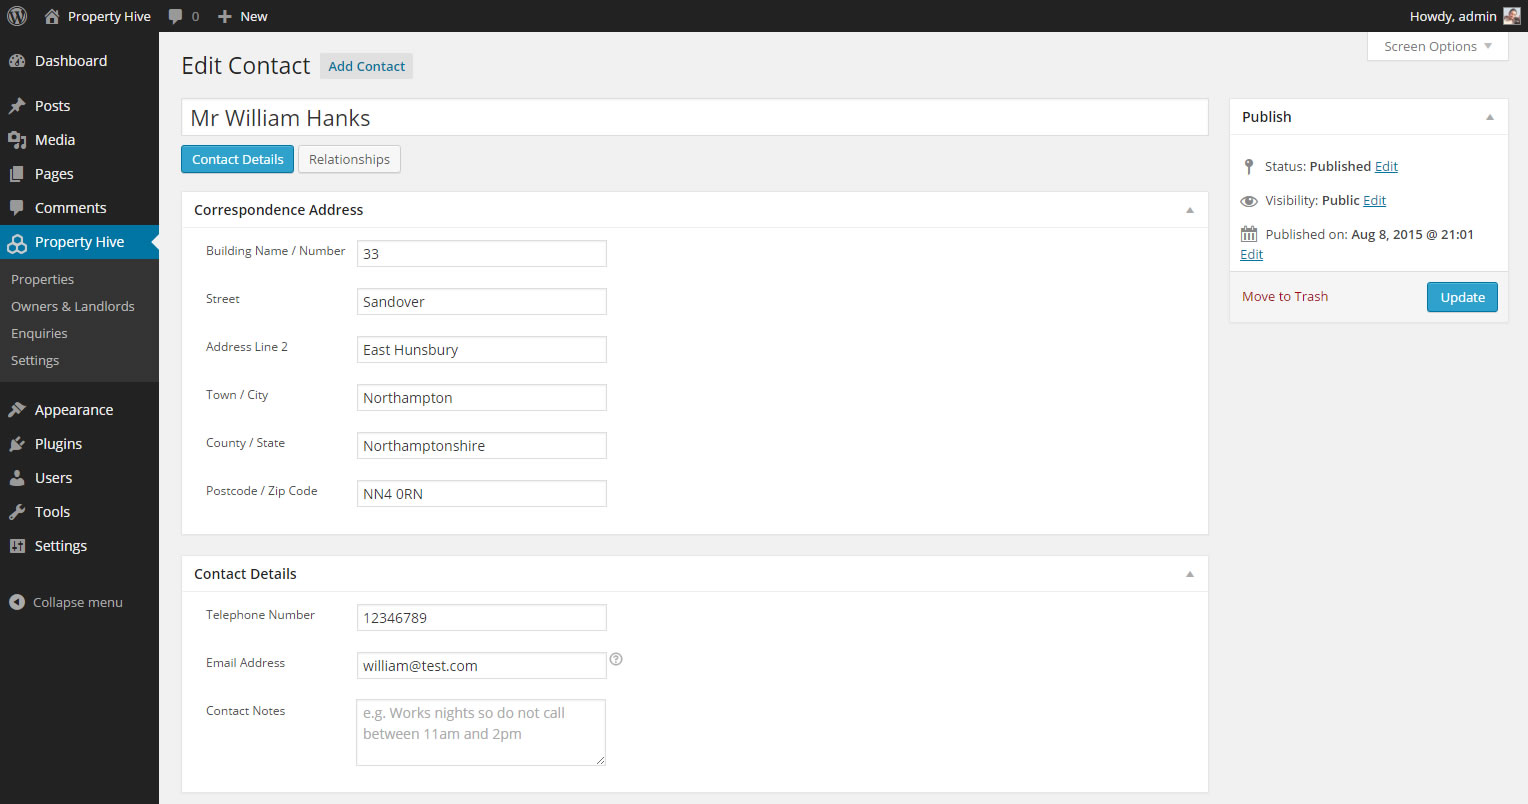 Property Hive 0 New Howdy, admin
Screen Options
Dashboard
Posts
Media
Pages
Comments
Property Hive
Properties
Owners & Landlords
Enquiries
Settings
Appearance
Plugins
Users
Tools
Settings
Collapse menu
Edit Contact Add Contact
Mr William Hanks
Contact Details Relationships
Correspondence Address
Building Name / Number 33
Street Sandover
Address Line 2 East Hunsbury
Town / City Northampton
County / State Northamptonshire
Postcode / Zip Code NN4 0RN
Contact Details
Telephone Number 12346789
Email Address william@test.com ?
Contact Notes e.g. Works nights so do not call
between 11am and 2pm
Publish
Status: Published Edit
Visibility: Public Edit
Published on: Aug 8, 2015 @ 21:01
Edit
Move to Trash Update